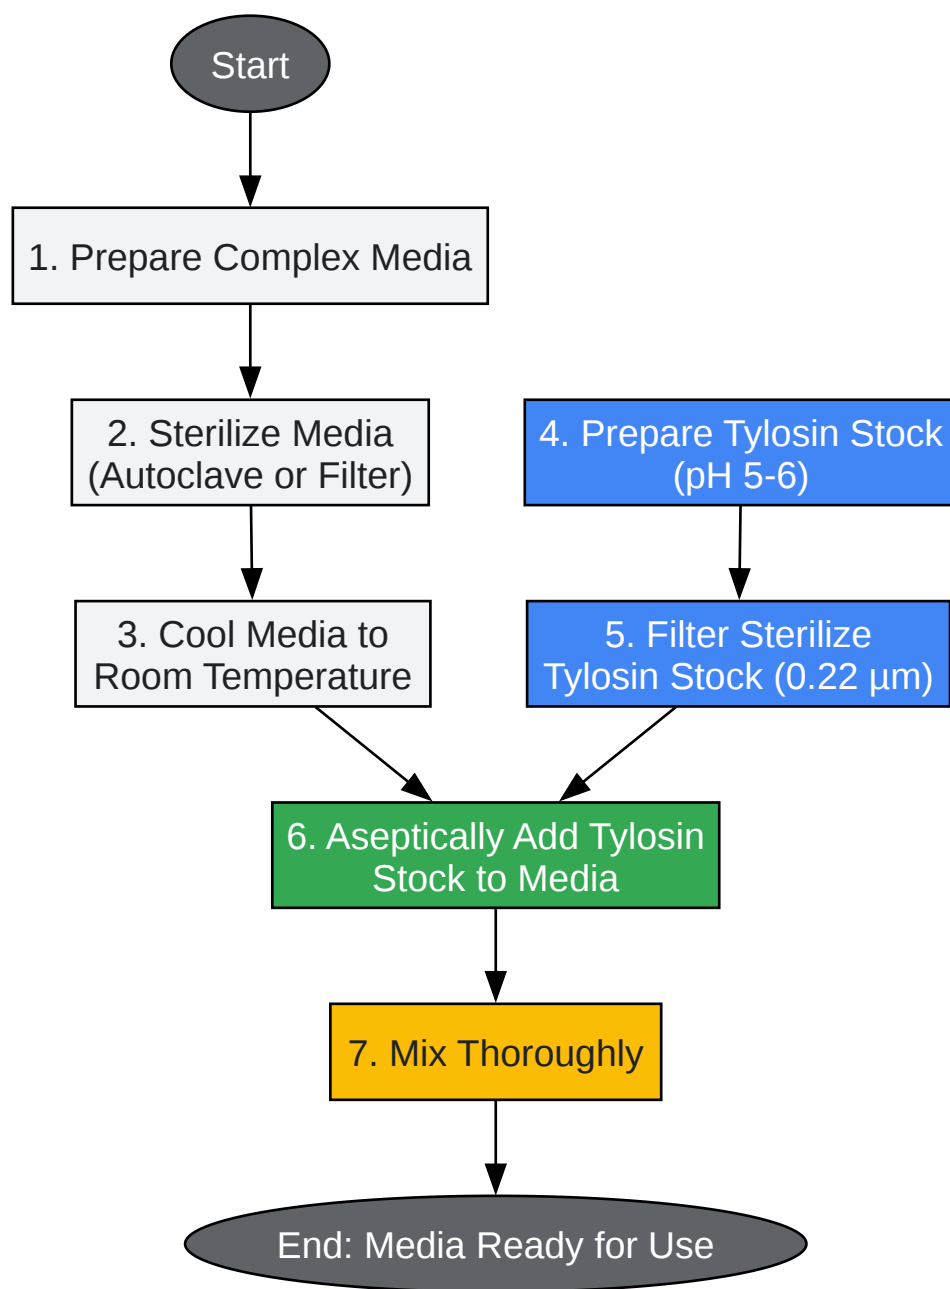 Start
1. Prepare Complex Media
2. Sterilize Media
(Autoclave or Filter)
4. Prepare Tylosin Stock
(pH 5-6)
3. Cool Media to
Room Temperature
5. Filter Sterilize
Tylosin Stock (0.22 µm)
6. Aseptically Add Tylosin
Stock to Media
7. Mix Thoroughly
End: Media Ready for Use